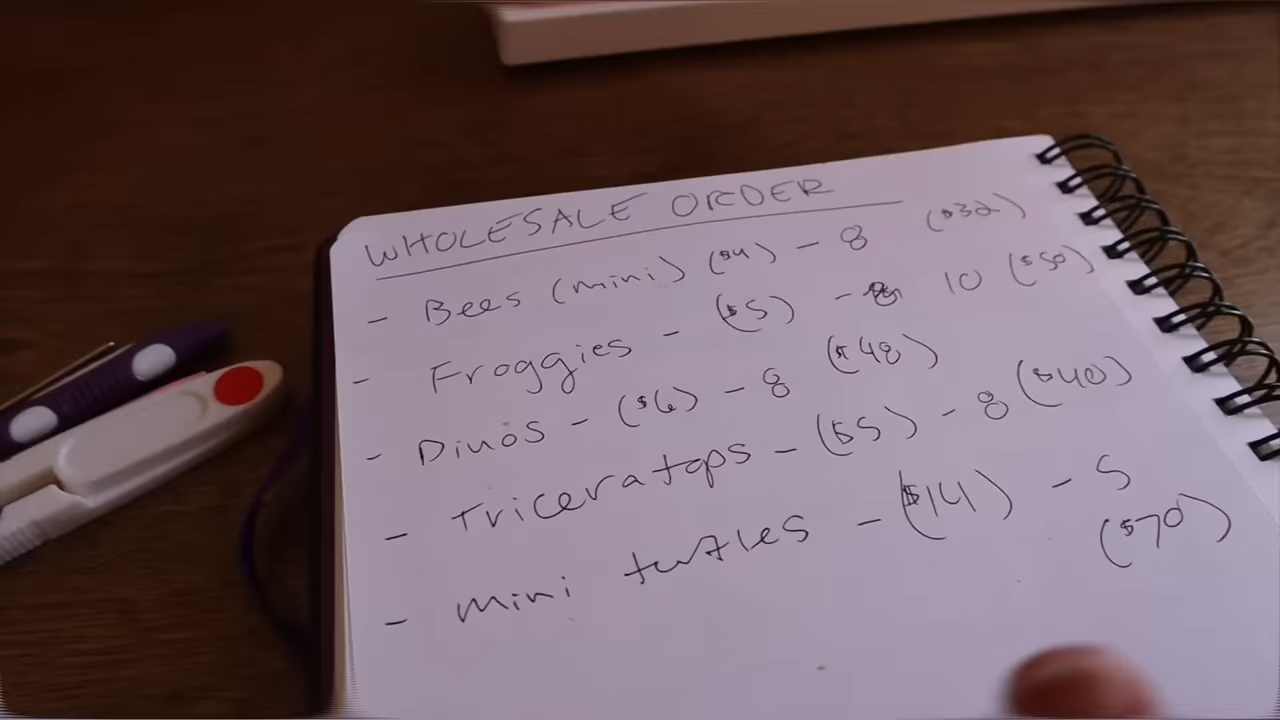 WHOLESALE ORDER
- Bees (mini) ($4) - 8 ($32)
- Froggies - ($5) - 10 ($50)
- Dinos - ($6) - 8 ($48)
- Triceratops - ($5) - 8 ($40)
- mini turtles - ($14) - 5
($70)